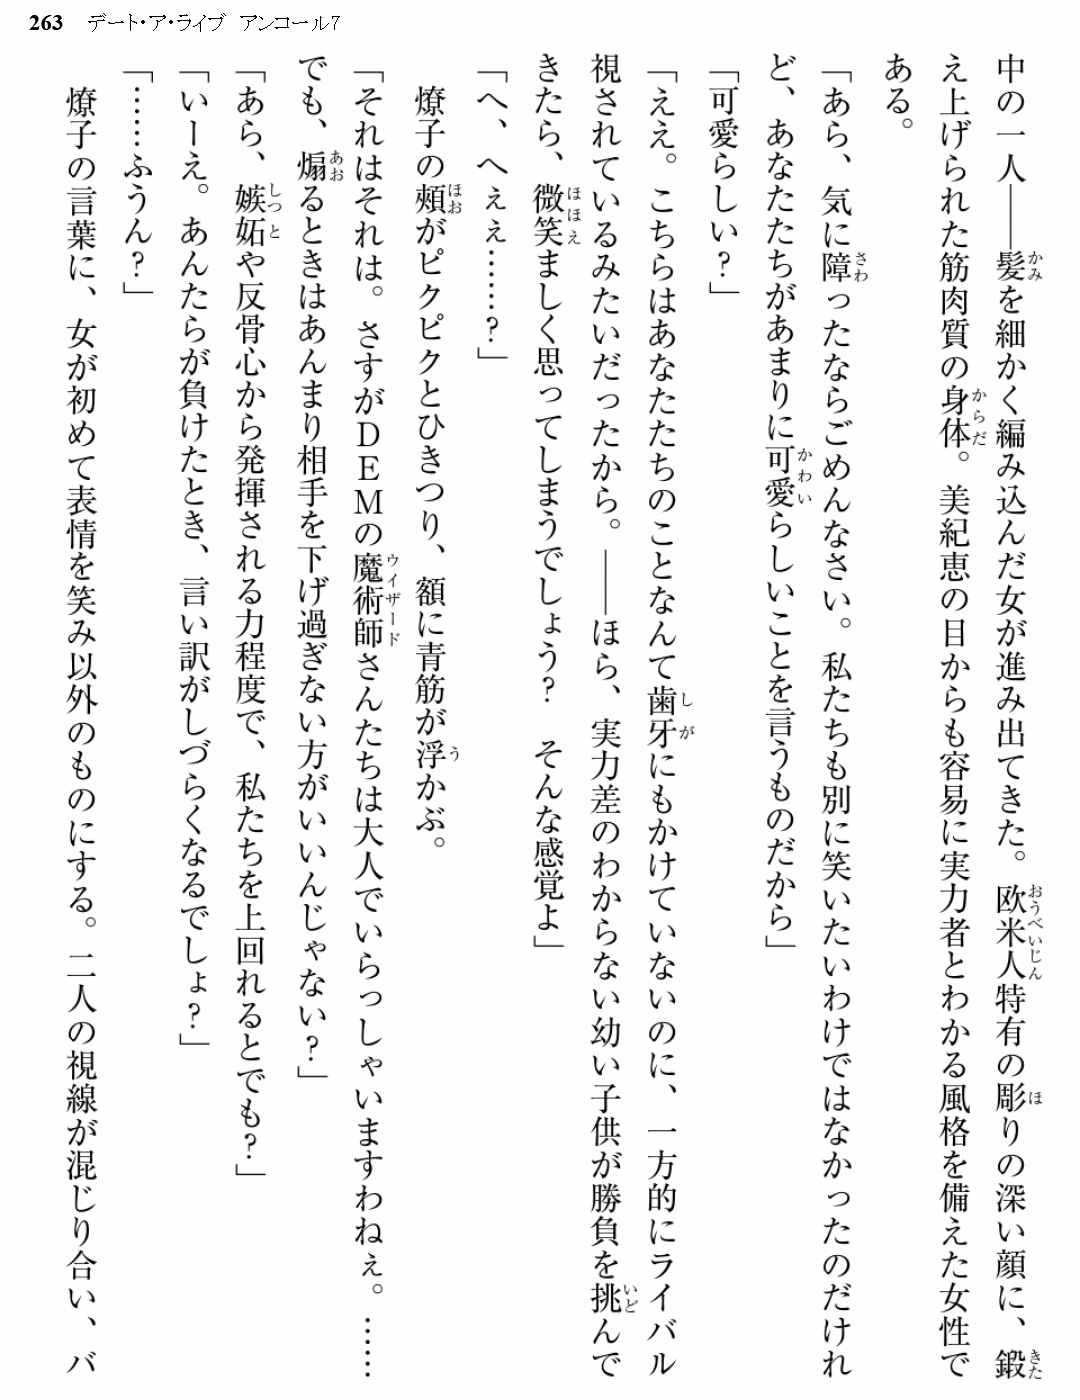 263 デート・ア・ライブ アンコール7
中の一人――髪を細かく編み込んだ女が進み出てきた。欧米人特有の彫りの深い顔に、鍛
え上げられた筋肉質の身体。美紀恵の目からも容易に実力者とわかる風格を備えた女性で
ある。
「あら、気に障ったならごめんなさい。私たちも別に笑いたいわけではなかったのだけれ
ど、あなたたちがあまりに可愛らしいことを言うものだから」
「可愛らしい？」
「ええ。こちらはあなたたちのことなんて歯牙にもかけていないのに、一方的にライバル
視されているみたいだったから。――ほら、実力差のわからない幼い子供が勝負を挑んで
きたら、微笑ましく思ってしまうでしょう？　そんな感覚よ」
「へ、へぇぇ……？」
燎子の頬がピクピクとひきつり、額に青筋が浮かぶ。
「それはそれは。さすがＤＥＭの魔術師さんたちは大人でいらっしゃいますわねぇ。……
でも、煽るときはあんまり相手を下げ過ぎない方がいいんじゃない？」
「あら、嫉妬や反骨心から発揮される力程度で、私たちを上回れるとでも？」
「いーえ。あんたらが負けたとき、言い訳がしづらくなるでしょ？」
「……ふうん？」
燎子の言葉に、女が初めて表情を笑み以外のものにする。二人の視線が混じり合い、バ